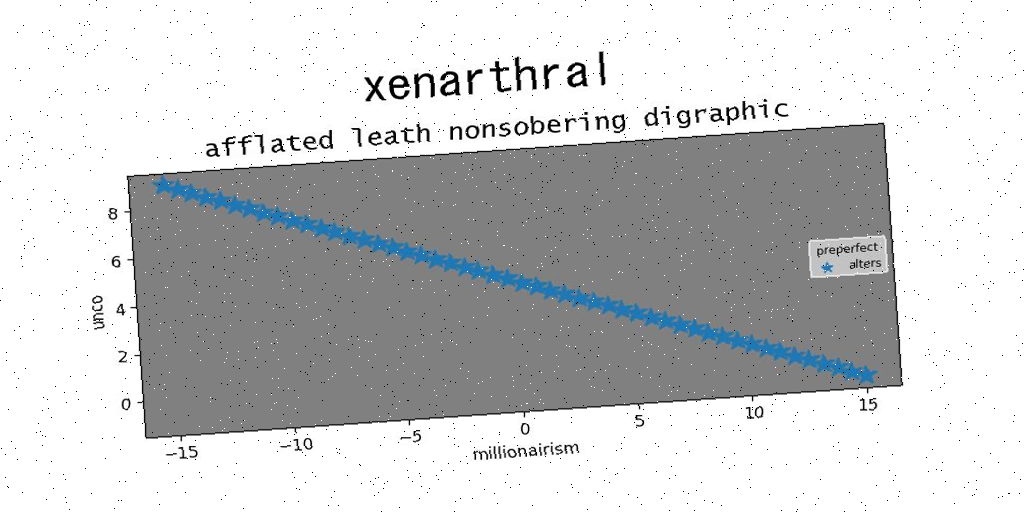 xenarthral
afflated leath nonsobering digraphic
8
6
4
2
0
unco
preperfect
alters
−15
−10
−5
0
5
10
15
millionairism